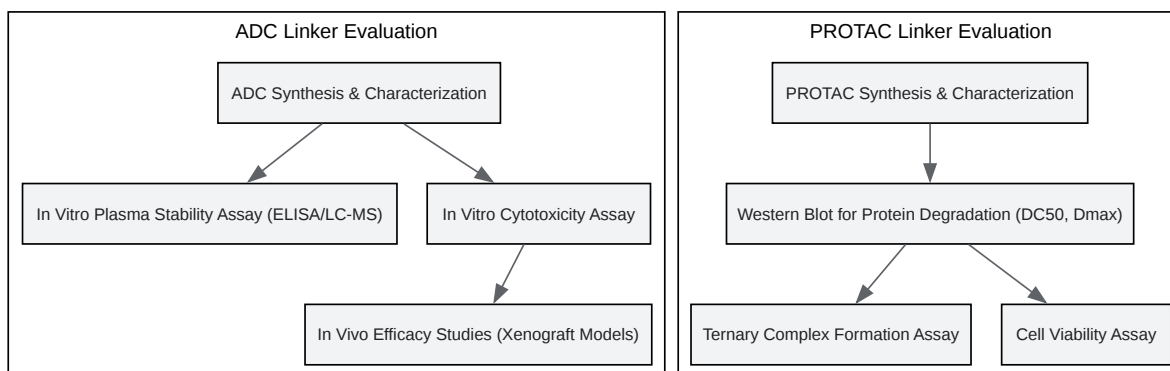 ADC Linker Evaluation
ADC Synthesis & Characterization
In Vitro Plasma Stability Assay (ELISA/LC-MS)
In Vitro Cytotoxicity Assay
In Vivo Efficacy Studies (Xenograft Models)
PROTAC Linker Evaluation
PROTAC Synthesis & Characterization
Western Blot for Protein Degradation (DC50, Dmax)
Ternary Complex Formation Assay
Cell Viability Assay